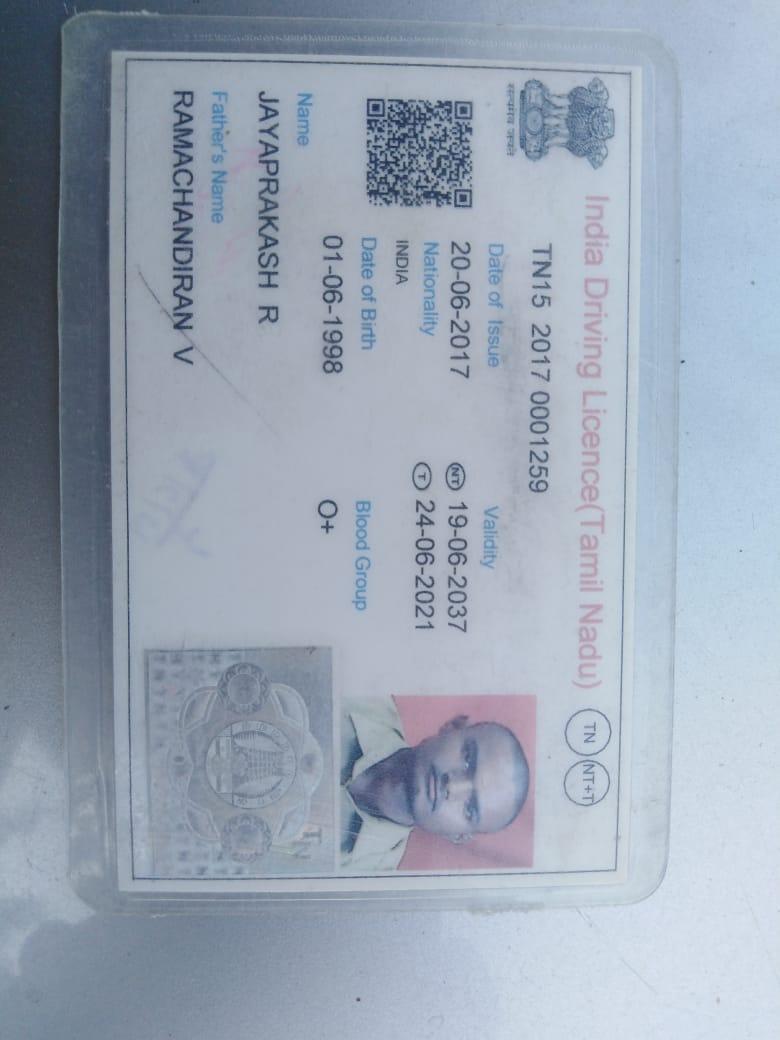 India Driving Licence(Tamil Nadu)
TN
NT+T
सत्यमेव जयते
TN15 2017 0001259
Date of Issue
Validity
20-06-2017
NT 19-06-2037
Nationality
T 24-06-2021
INDIA
Date of Birth
Blood Group
01-06-1998
O+
Name
JAYAPRAKASH R
Father's Name
RAMACHANDIRAN V
TN